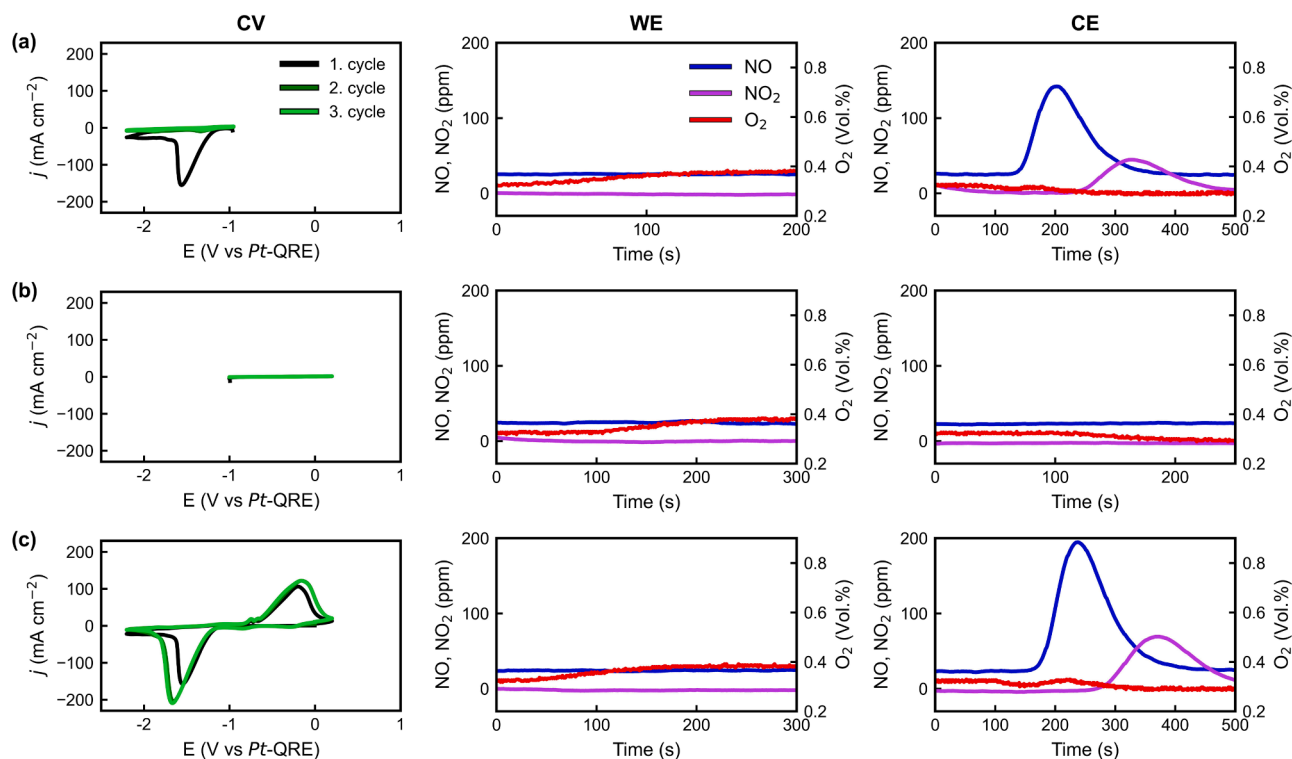 CV
WE
CE
(a)
200
100
0
−100
−200
j (mA cm−2)
-2
-1
0
1
E (V vs Pt-QRE)
1. cycle
2. cycle
3. cycle
200
100
0
NO, NO2 (ppm)
0
100
200
Time (s)
0.8
0.6
0.4
0.2
O2 (Vol.%)
NO
NO2
O2
200
100
0
NO, NO2 (ppm)
0
100
200
300
400
500
Time (s)
0.8
0.6
0.4
0.2
O2 (Vol.%)
(b)
200
100
0
−100
−200
j (mA cm−2)
-2
-1
0
1
E (V vs Pt-QRE)
200
100
0
NO, NO2 (ppm)
0
100
200
300
Time (s)
0.8
0.6
0.4
0.2
O2 (Vol.%)
200
100
0
NO, NO2 (ppm)
0
100
200
Time (s)
0.8
0.6
0.4
0.2
O2 (Vol.%)
(c)
200
100
0
−100
−200
j (mA cm−2)
-2
-1
0
1
E (V vs Pt-QRE)
200
100
0
NO, NO2 (ppm)
0
100
200
300
Time (s)
0.8
0.6
0.4
0.2
O2 (Vol.%)
200
100
0
NO, NO2 (ppm)
0
100
200
300
400
500
Time (s)
0.8
0.6
0.4
0.2
O2 (Vol.%)